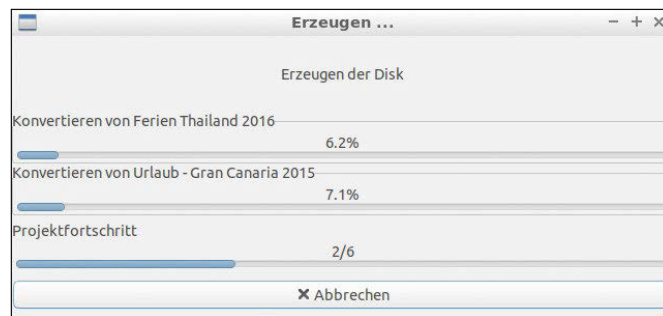 Erzeugen ...
Erzeugen der Disk
Konvertieren von Ferien Thailand 2016
6.2%
Konvertieren von Urlaub - Gran Canaria 2015
7.1%
Projektfortschritt
2/6
Abbrechen